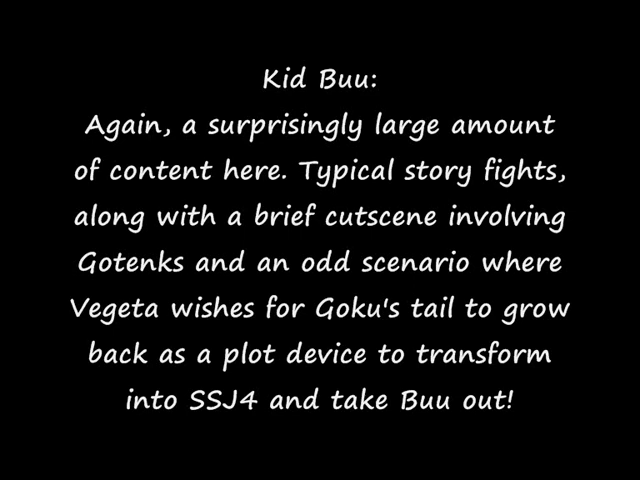 Kid Buu:
Again, a surprisingly large amount
of content here. Typical story fights,
along with a brief cutscene involving
Gotenks and an odd scenario where
Vegeta wishes for Goku's tail to grow
back as a plot device to transform
into SSJ4 and take Buu out!